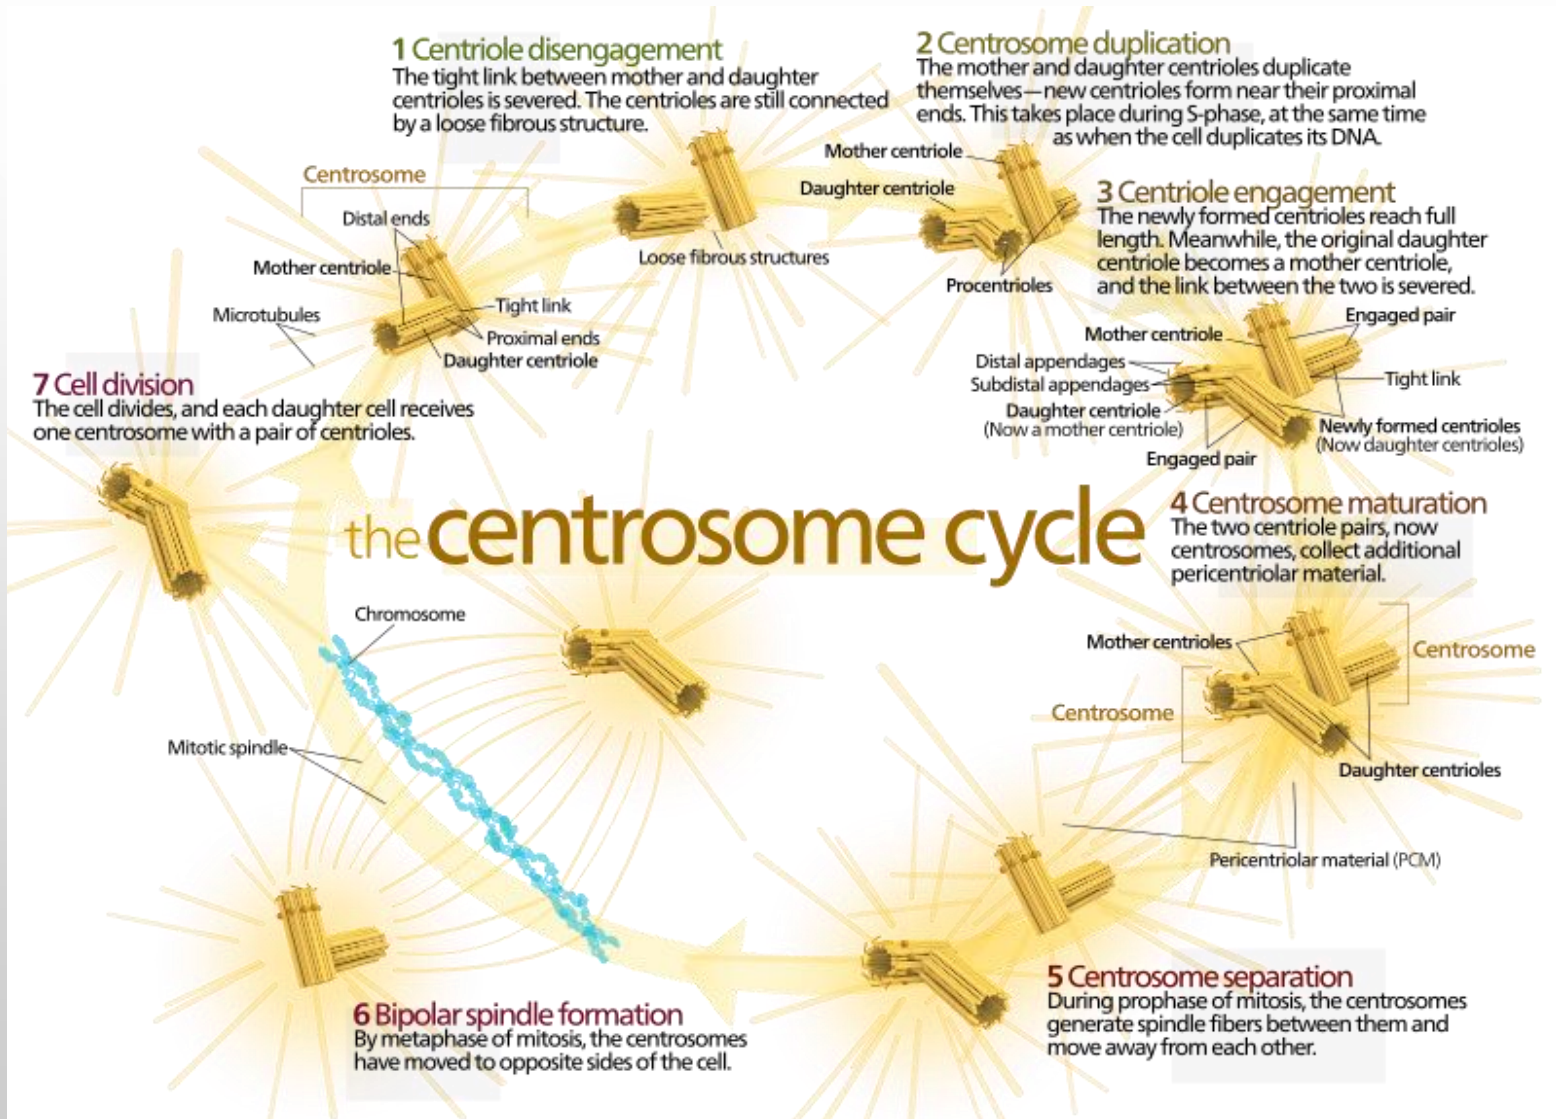 1 Centriole disengagement
The tight link between mother and daughter
centrioles is severed. The centrioles are still connected
by a loose fibrous structure.
2 Centrosome duplication
The mother and daughter centrioles duplicate
themselves—new centrioles form near their proximal
ends. This takes place during S-phase, at the same time
as when the cell duplicates its DNA.
Centrosome
Distal ends
Mother centriole
Microtubules
Tight link
Proximal ends
Daughter centriole
Loose fibrous structures
Mother centriole
Daughter centriole
Procentrioles
3 Centriole engagement
The newly formed centrioles reach full
length. Meanwhile, the original daughter
centriole becomes a mother centriole,
and the link between the two is severed.
Engaged pair
Mother centriole
Distal appendages
Subdistal appendages
Tight link
Daughter centriole
(Now a mother centriole)
Newly formed centrioles
(Now daughter centrioles)
Engaged pair
7 Cell division
The cell divides, and each daughter cell receives
one centrosome with a pair of centrioles.
the centrosome cycle
4 Centrosome maturation
The two centriole pairs, now
centrosomes, collect additional
pericentriolar material.
Mother centrioles
Centrosome
Centrosome
Daughter centrioles
Pericentriolar material (PCM)
Chromosome
Mitotic spindle
5 Centrosome separation
During prophase of mitosis, the centrosomes
generate spindle fibers between them and
move away from each other.
6 Bipolar spindle formation
By metaphase of mitosis, the centrosomes
have moved to opposite sides of the cell.